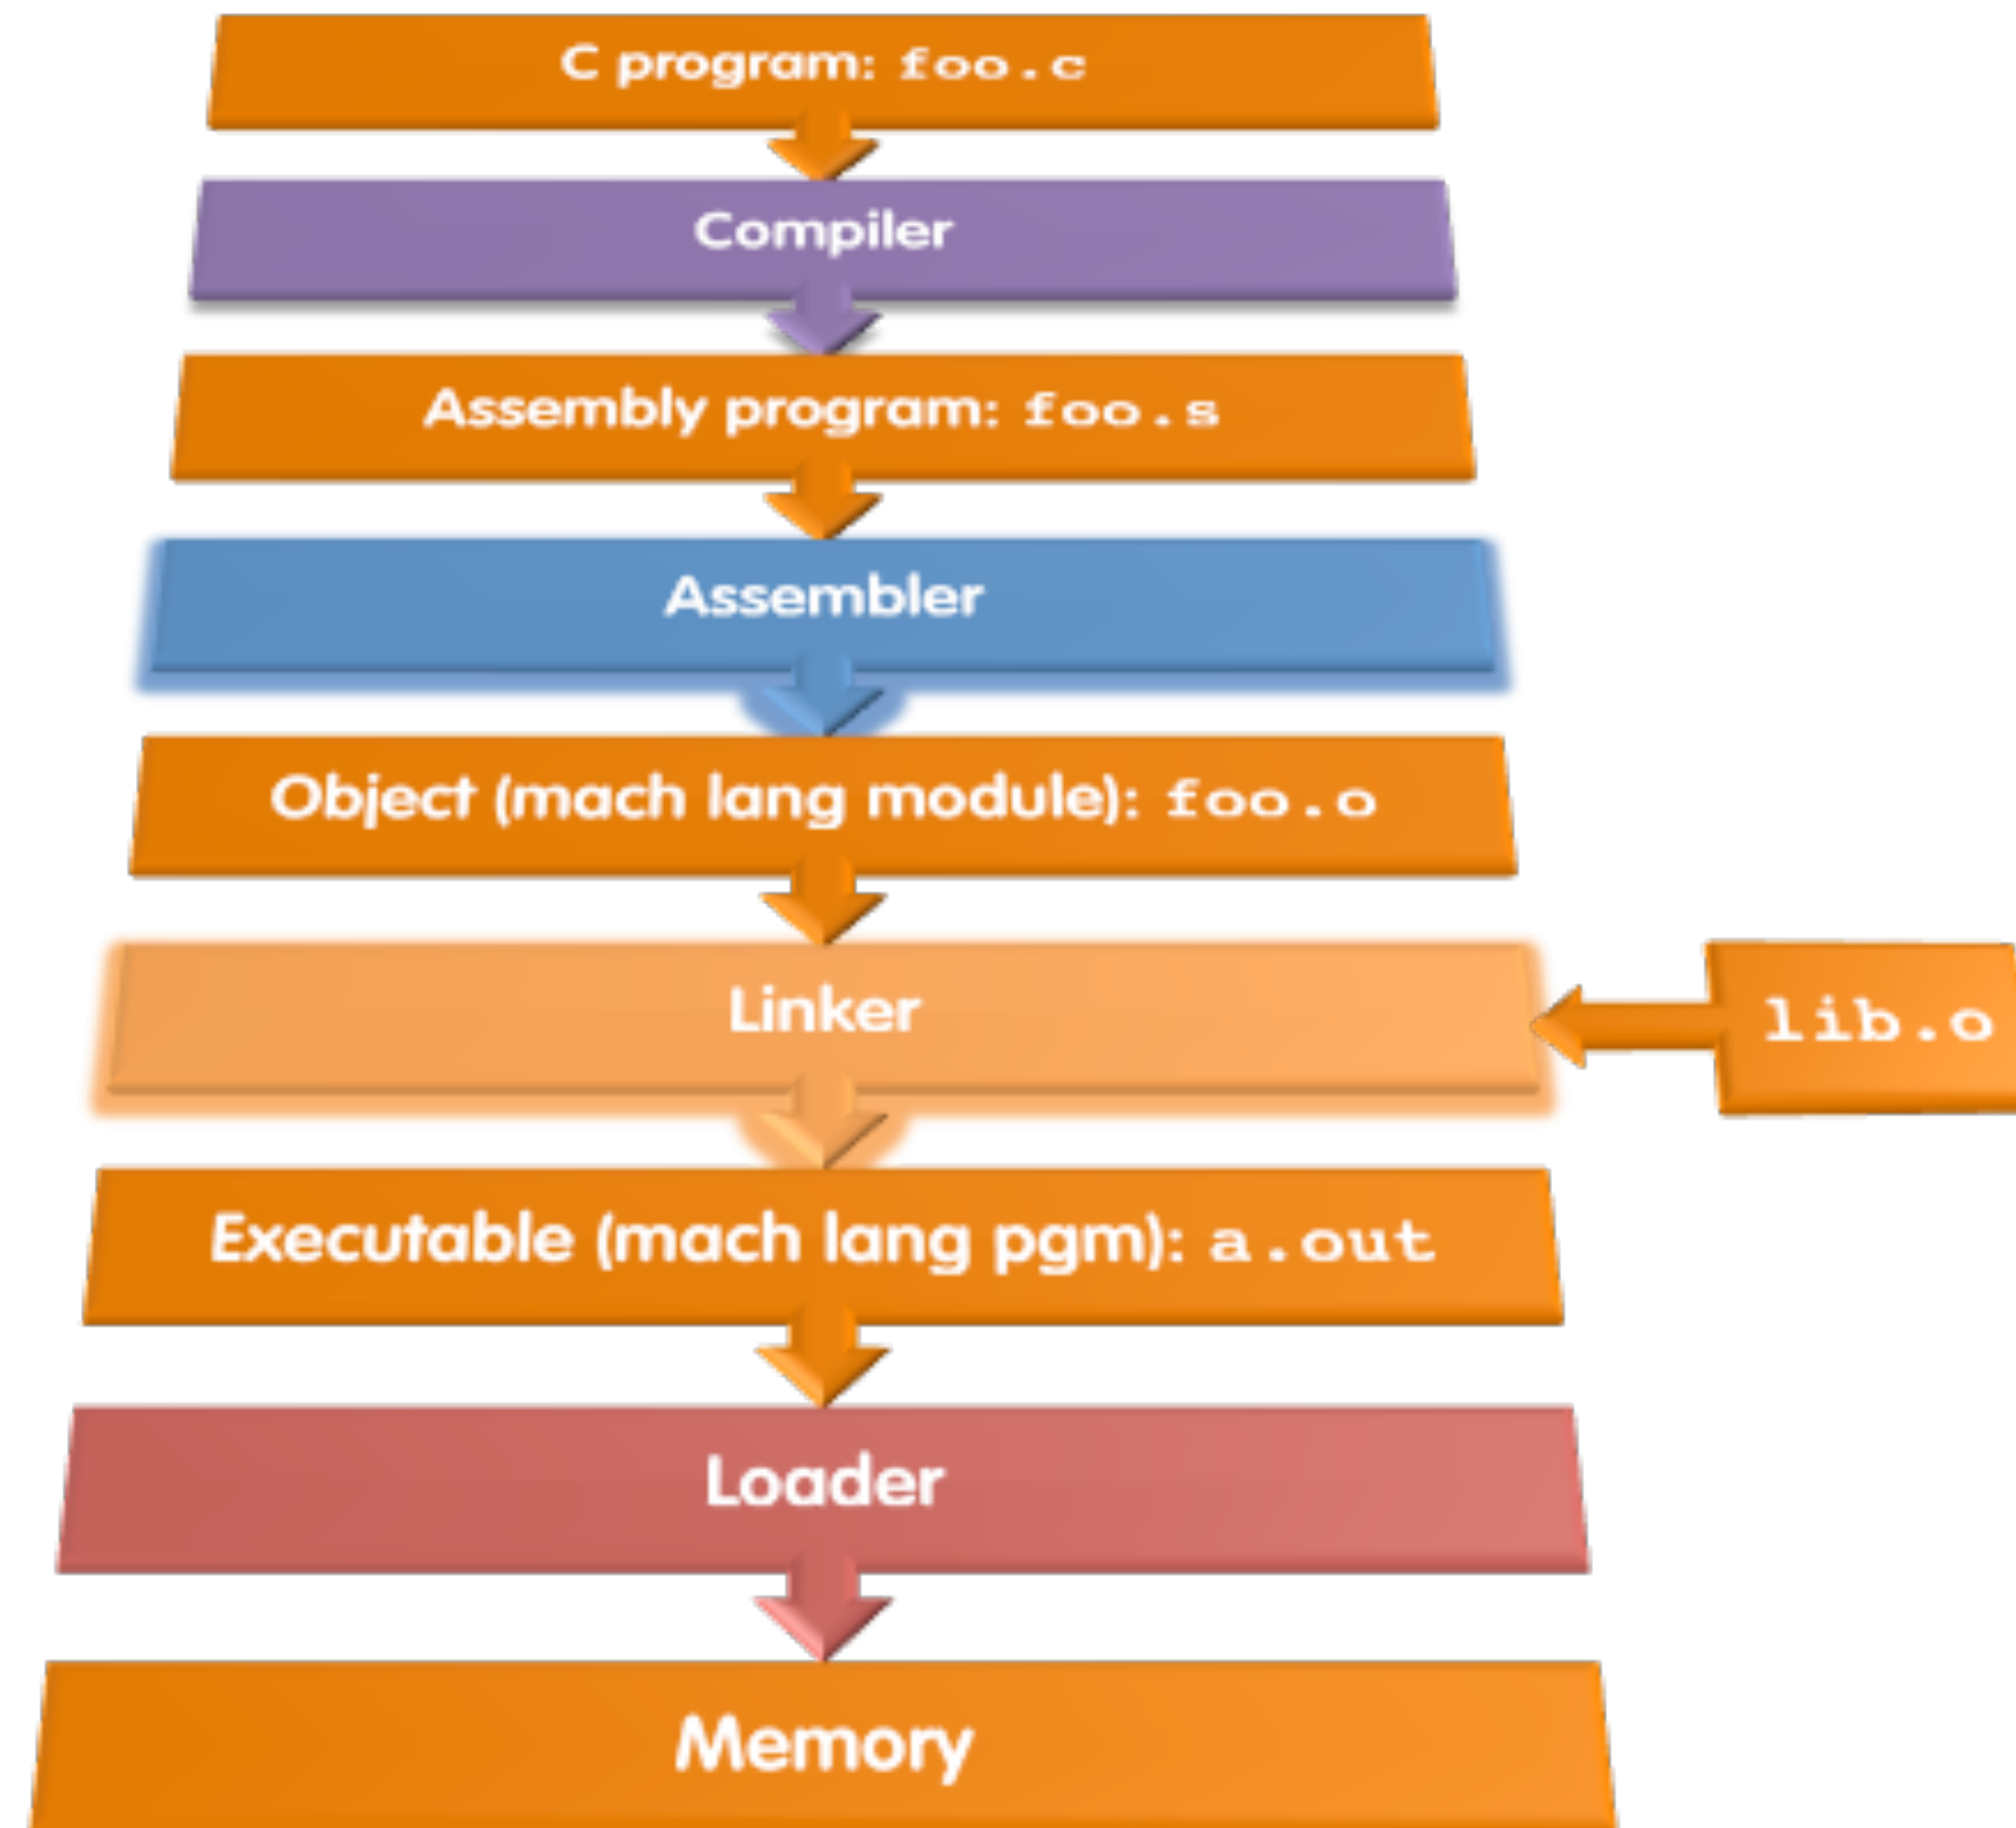 C program: foo.c
Compiler
Assembly program: foo.s
Assembler
Object (mach lang module): foo.o
Linker
lib.o
Executable (mach lang pgm): a.out
Loader
Memory